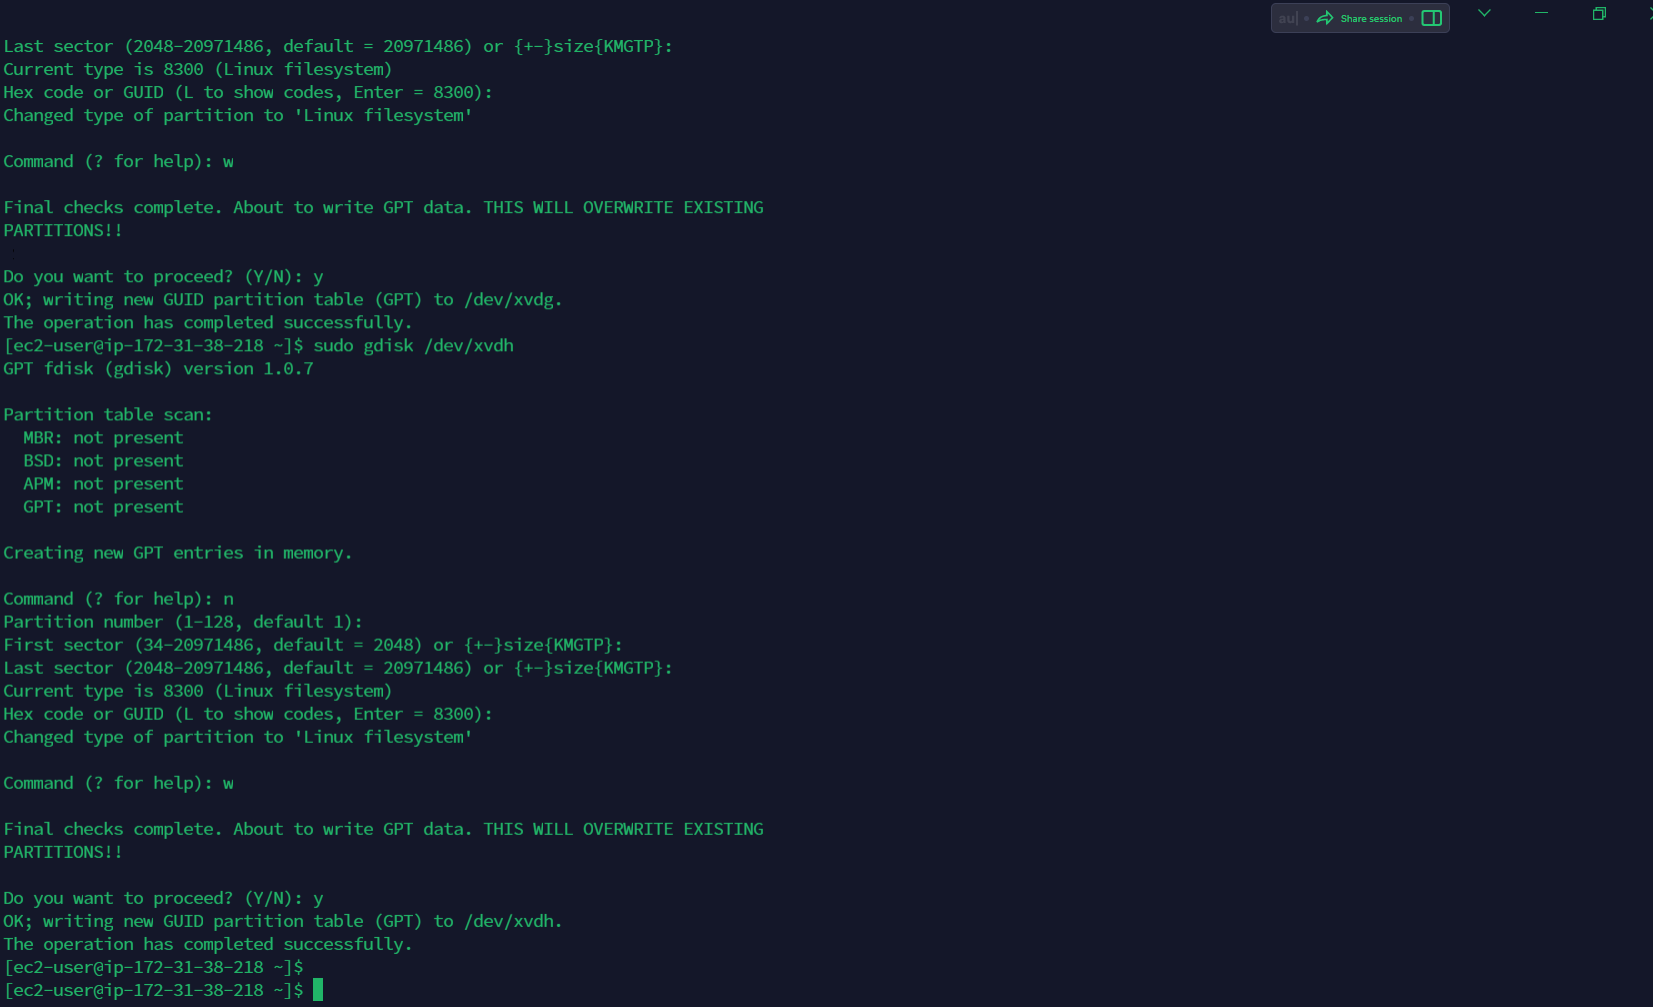 au| • Share session •
Last sector (2048-20971486, default = 20971486) or {+-}size{KMGTP}:
Current type is 8300 (Linux filesystem)
Hex code or GUID (L to show codes, Enter = 8300):
Changed type of partition to 'Linux filesystem'
Command (? for help): w
Final checks complete. About to write GPT data. THIS WILL OVERWRITE EXISTING
PARTITIONS!!
Do you want to proceed? (Y/N): y
OK; writing new GUID partition table (GPT) to /dev/xvdg.
The operation has completed successfully.
[ec2-user@ip-172-31-38-218 ~]$ sudo gdisk /dev/xvdh
GPT fdisk (gdisk) version 1.0.7
Partition table scan:
  MBR: not present
  BSD: not present
  APM: not present
  GPT: not present
Creating new GPT entries in memory.
Command (? for help): n
Partition number (1-128, default 1):
First sector (34-20971486, default = 2048) or {+-}size{KMGTP}:
Last sector (2048-20971486, default = 20971486) or {+-}size{KMGTP}:
Current type is 8300 (Linux filesystem)
Hex code or GUID (L to show codes, Enter = 8300):
Changed type of partition to 'Linux filesystem'
Command (? for help): w
Final checks complete. About to write GPT data. THIS WILL OVERWRITE EXISTING
PARTITIONS!!
Do you want to proceed? (Y/N): y
OK; writing new GUID partition table (GPT) to /dev/xvdh.
The operation has completed successfully.
[ec2-user@ip-172-31-38-218 ~]$
[ec2-user@ip-172-31-38-218 ~]$